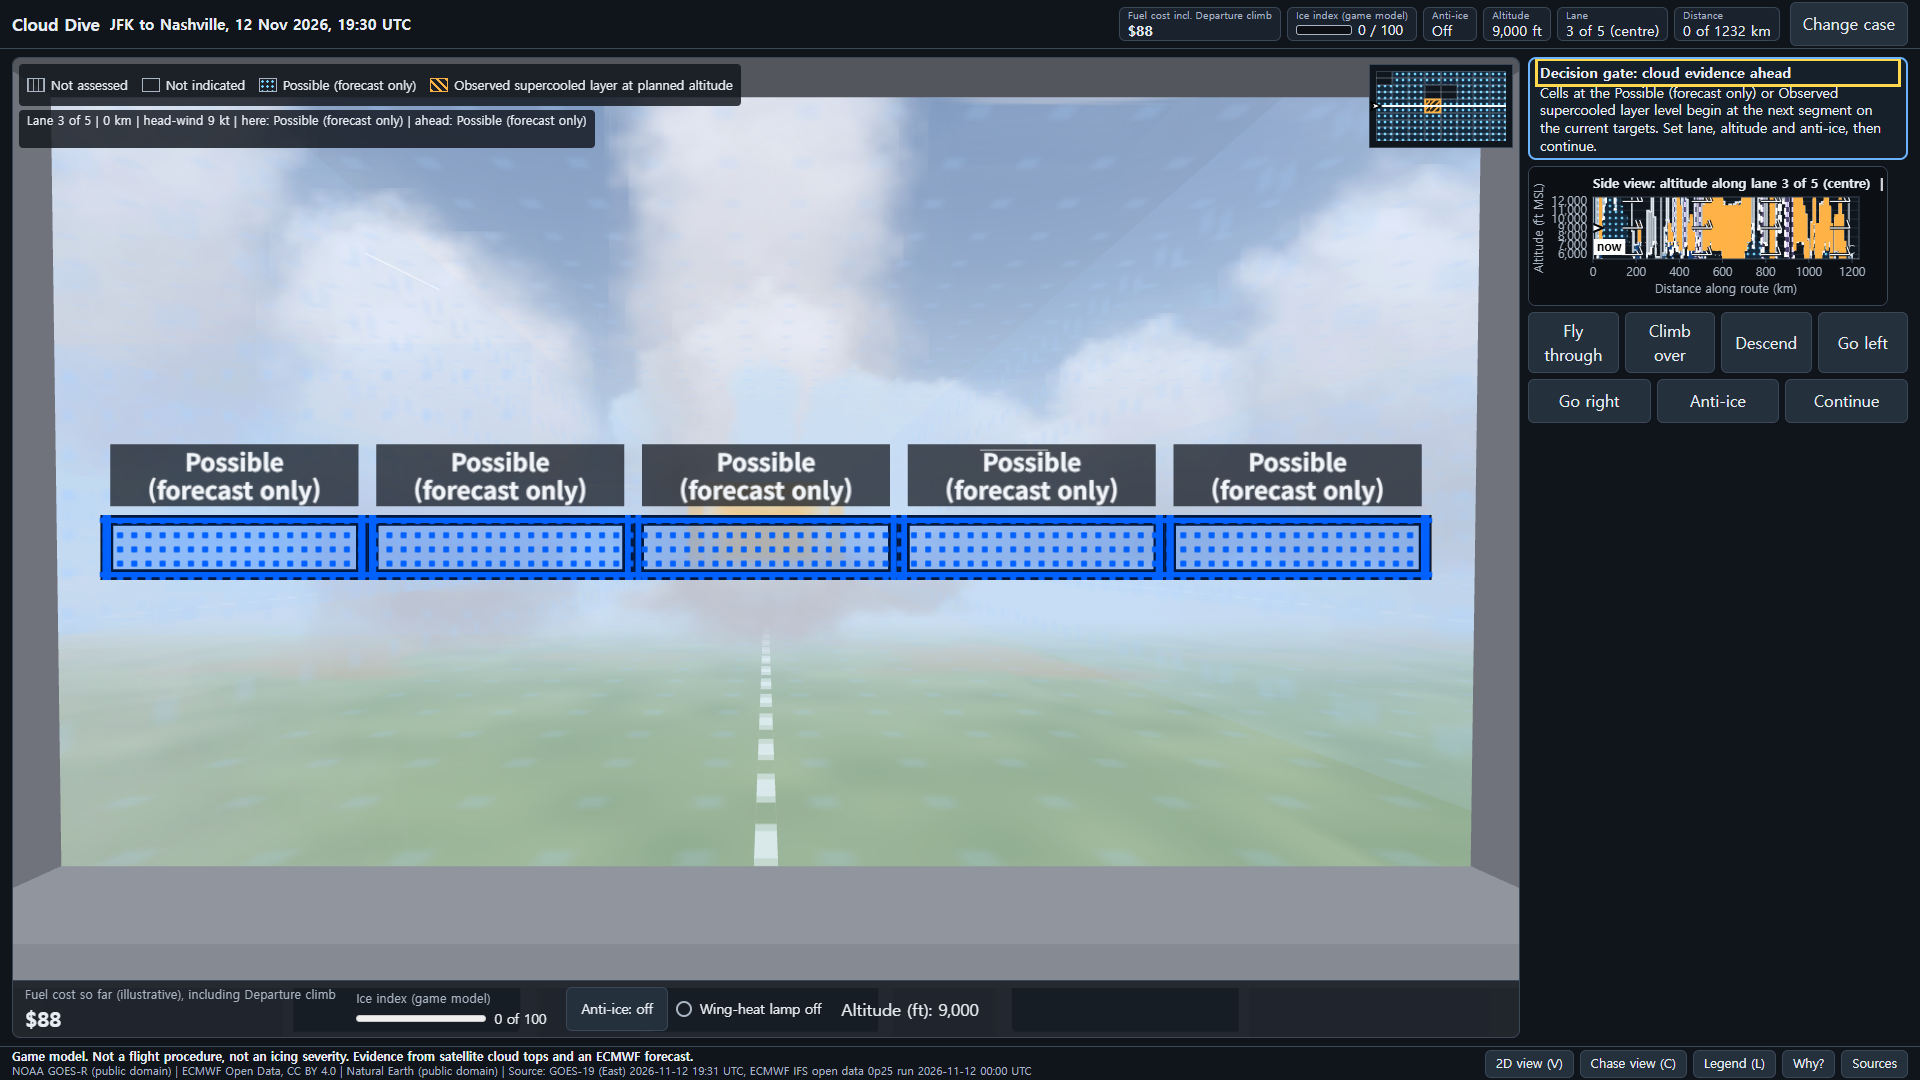 Cloud Dive JFK to Nashville, 12 Nov 2026, 19:30 UTC
Fuel cost incl. Departure climb
$88
Ice index (game model)
0 / 100
Anti-ice
Off
Altitude
9,000 ft
Lane
3 of 5 (centre)
Distance
0 of 1232 km
Change case
Not assessed
Not indicated
Possible (forecast only)
Observed supercooled layer at planned altitude
Lane 3 of 5 | 0 km | head-wind 9 kt | here: Possible (forecast only) | ahead: Possible (forecast only)
Possible
(forecast only)
Possible
(forecast only)
Possible
(forecast only)
Possible
(forecast only)
Possible
(forecast only)
Decision gate: cloud evidence ahead
Cells at the Possible (forecast only) or Observed
supercooled layer level begin at the next segment on
the current targets. Set lane, altitude and anti-ice, then
continue.
Side view: altitude along lane 3 of 5 (centre) |
Altitude (ft MSL)
12,000
10,000
9,000
8,000
6,000
now
0 200 400 600 800 1000 1200
Distance along route (km)
Fly
through
Climb
over
Descend
Go left
Go right
Anti-ice
Continue
Fuel cost so far (illustrative), including Departure climb
$88
Ice index (game model)
0 of 100
Anti-ice: off
Wing-heat lamp off
Altitude (ft): 9,000
Game model. Not a flight procedure, not an icing severity. Evidence from satellite cloud tops and an ECMWF forecast.
NOAA GOES-R (public domain) | ECMWF Open Data, CC BY 4.0 | Natural Earth (public domain) | Source: GOES-19 (East) 2026-11-12 19:31 UTC, ECMWF IFS open data 0p25 run 2026-11-12 00:00 UTC
2D view (V)
Chase view (C)
Legend (L)
Why?
Sources